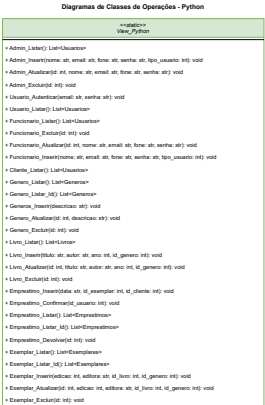 Diagramas de Classes de Operações - Python
<<static>>
View_Python
+ Admin_Listar(): List<Usuarios>
+ Admin_Inserir(nome: str, email: str, fone: str, senha: str, tipo_usuario: int): void
+ Admin_Atualizar(id: int, nome: str, email: str, fone: str, senha: str): void
+ Admin_Excluir(id: int): void
+ Usuario_Autenticar(email: str, senha: str): void
+ Usuario_Listar(): List<Usuarios>
+ Funcionario_Listar(): List<Usuarios>
+ Funcionario_Excluir(id: int): void
+ Funcionario_Atualizar(id: int, nome: str, email: str, fone: str, senha: str): void
+ Funcionario_Inserir(nome: str, email: str, fone: str, senha: str, tipo_usuario: int): void
+ Cliente_Listar(): List<Usuarios>
+ Genero_Listar(): List<Generos>
+ Genero_Listar_Id(): List<Generos>
+ Generos_Inserir(descricao: str): void
+ Genero_Atualizar(id: int, descricao: str): void
+ Genero_Excluir(id: int): void
+ Livro_Listar(): List<Livros>
+ Livro_Inserir(titulo: str, autor: str, ano: int, id_genero: int): void
+ Livro_Atualizar(id: int, titulo: str, autor: str, ano: int, id_genero: int): void
+ Livro_Excluir(id: int): void
+ Emprestimo_Inserir(data: str, id_exemplar: int, id_cliente: int): void
+ Emprestimo_Confirmar(id_usuario: int): void
+ Emprestimo_Listar(): List<Emprestimos>
+ Emprestimo_Listar_Id(): List<Emprestimos>
+ Emprestimo_Devolver(id: int): void
+ Exemplar_Listar(): List<Exemplares>
+ Exemplar_Listar_Id(): List<Exemplares>
+ Exemplar_Inserir(edicao: int, editora: str, id_livro: int, id_genero: int): void
+ Exemplar_Atualizar(id: int, edicao: int, editora: str, id_livro: int, id_genero: int): void
+ Exemplar_Excluir(id: int): void